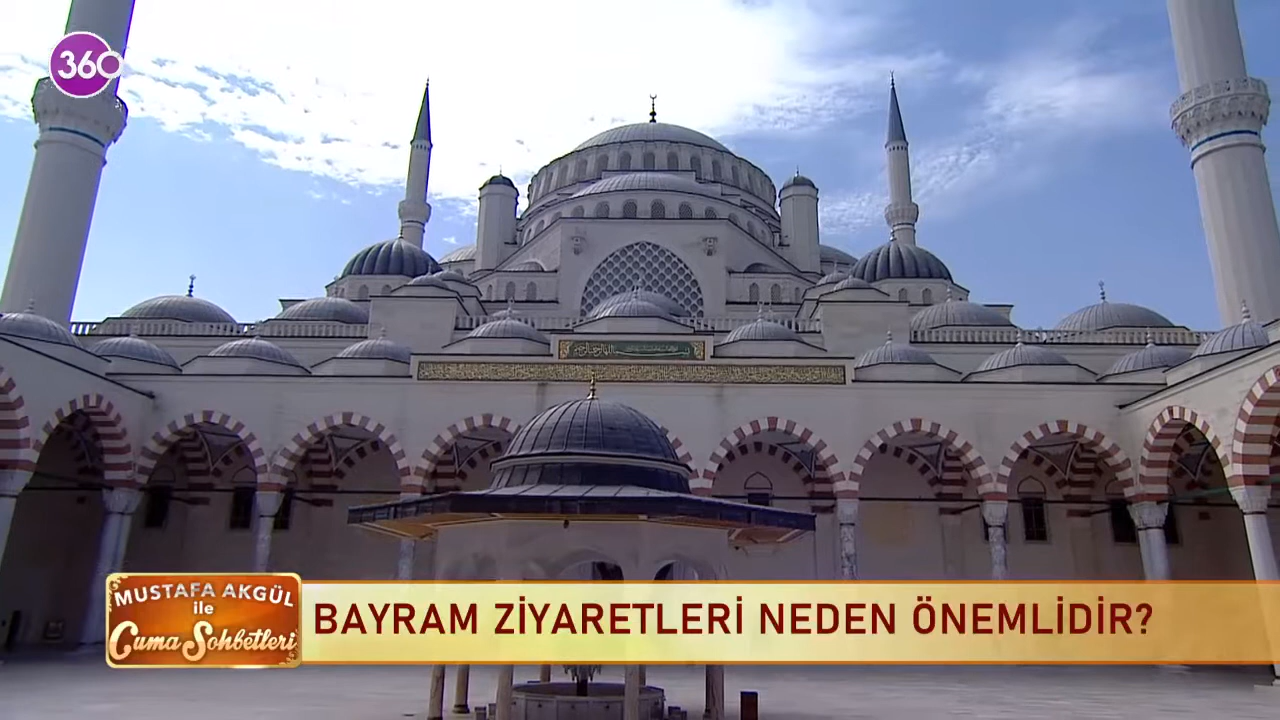 360
MUSTAFA AKGÜL
ile
Cuma Sohbetleri
BAYRAM ZİYARETLERİ NEDEN ÖNEMLİDİR?